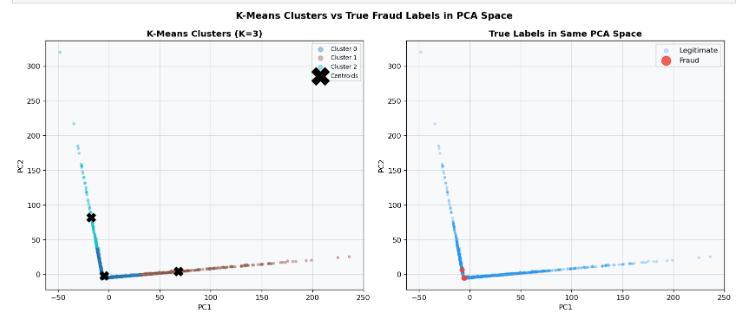 K-Means Clusters vs True Fraud Labels in PCA Space
K-Means Clusters (K=3)
300
250
200
150
100
50
0
PC2
−50
0
50
100
150
200
250
PC1
Cluster 0
Cluster 1
Cluster 2
Centroids
True Labels in Same PCA Space
300
250
200
150
100
50
0
PC2
−50
0
50
100
150
200
250
PC1
Legitimate
Fraud